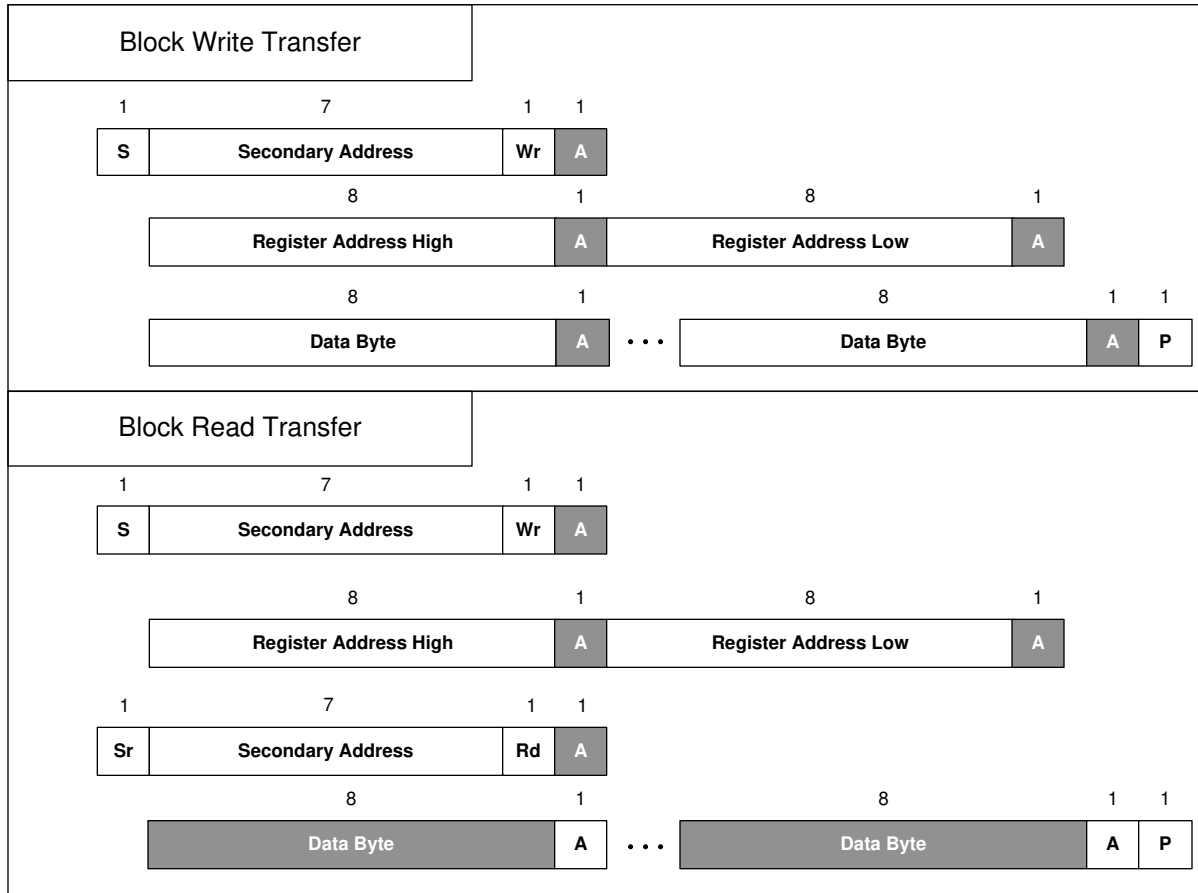 Block Write Transfer
1 7 1 1
S Secondary Address Wr A
8 1 8 1
Register Address High A Register Address Low A
8 1 8 1 1
Data Byte A • • • Data Byte A P
Block Read Transfer
1 7 1 1
S Secondary Address Wr A
8 1 8 1
Register Address High A Register Address Low A
1 7 1 1
Sr Secondary Address Rd A
8 1 8 1 1
Data Byte A • • • Data Byte A P